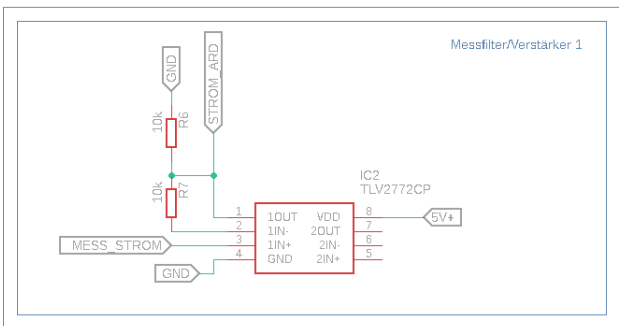 Messfilter/Verstärker 1
GND
STROM_ARD
10k
R6
10k
R7
IC2
TLV2772CP
1
1OUT
VDD
8
5V+
2
1IN-
2OUT
7
MESS_STROM
3
1IN+
2IN-
6
GND
4
GND
2IN+
5